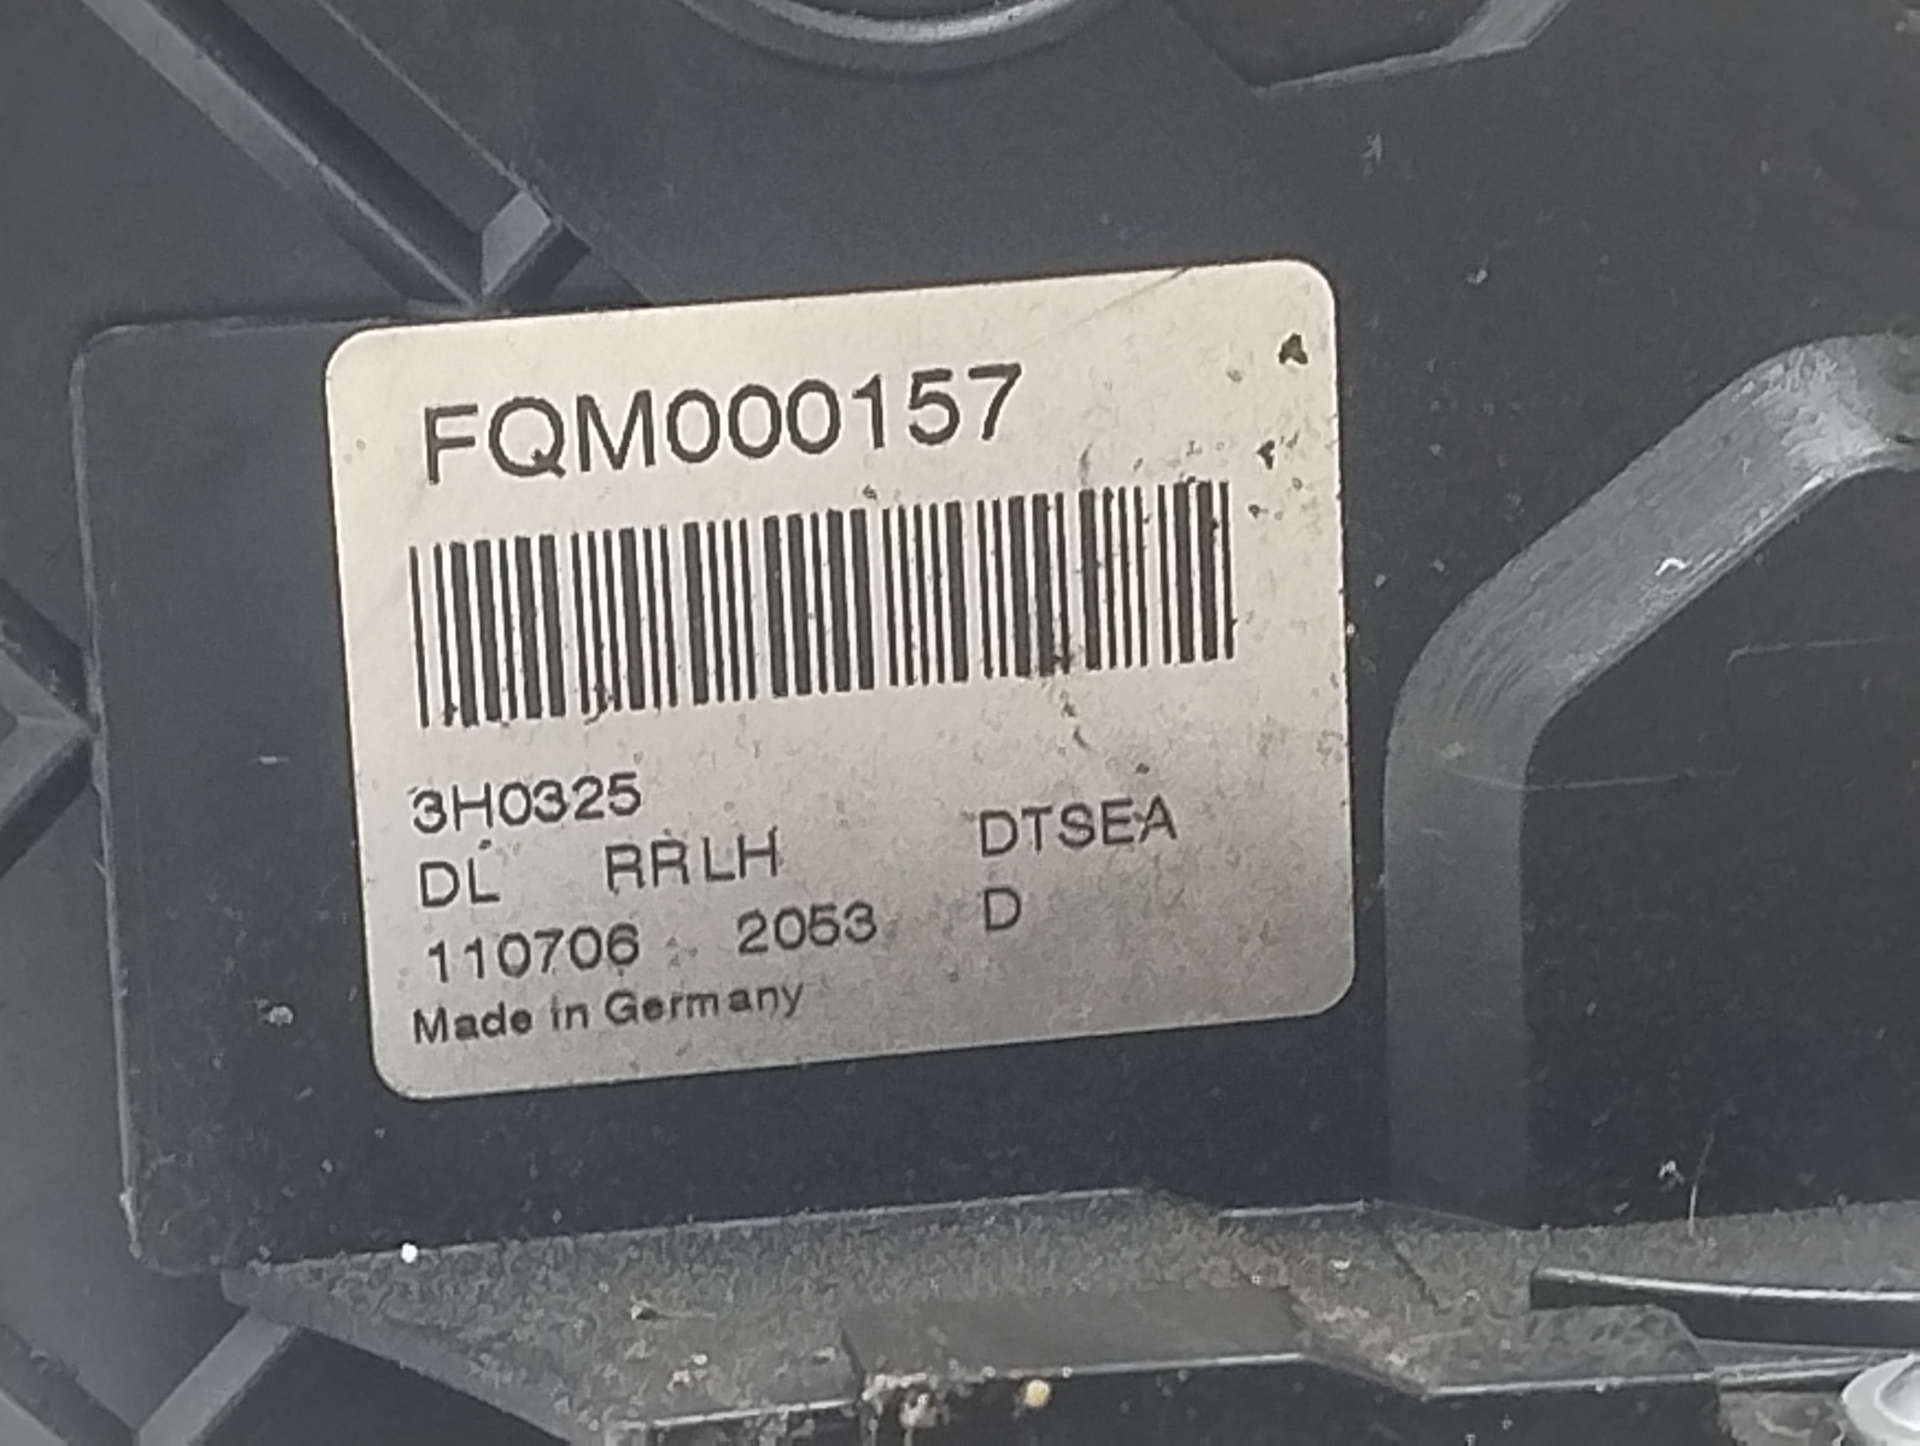 FQM000157
3H0325
DL RRLH DTSEA
110706 2053 D
Made in Germany